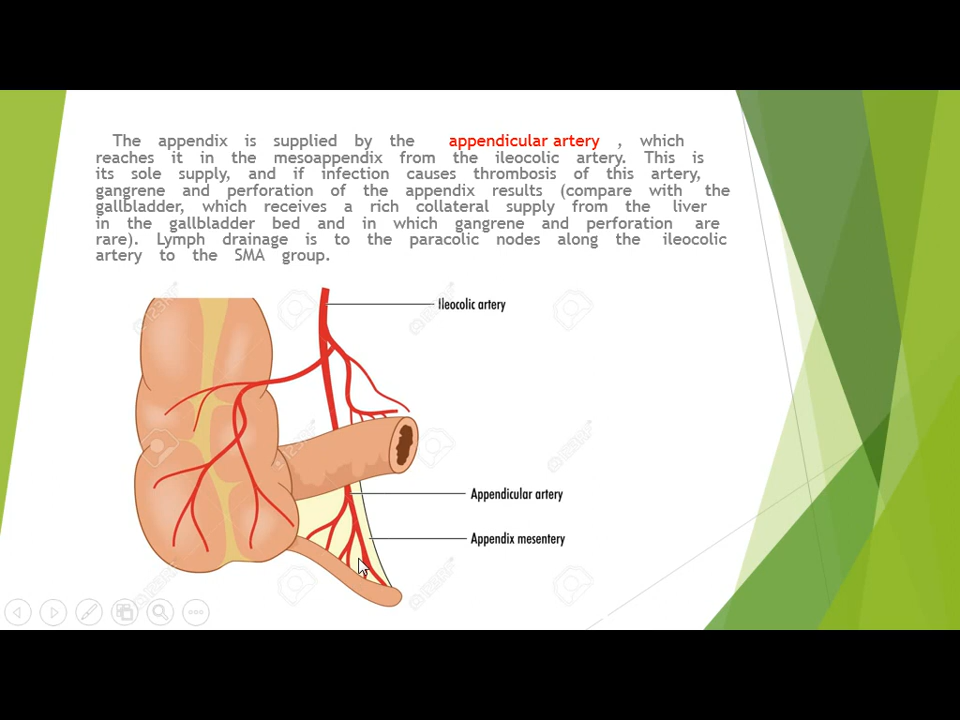 The appendix is supplied by the appendicular artery , which
reaches it in the mesoappendix from the ileocolic artery. This is
its sole supply, and if infection causes thrombosis of this artery,
gangrene and perforation of the appendix results (compare with the
gallbladder, which receives a rich collateral supply from the liver
in the gallbladder bed and in which gangrene and perforation are
rare). Lymph drainage is to the paracolic nodes along the ileocolic
artery to the SMA group.
Ileocolic artery
Appendicular artery
Appendix mesentery